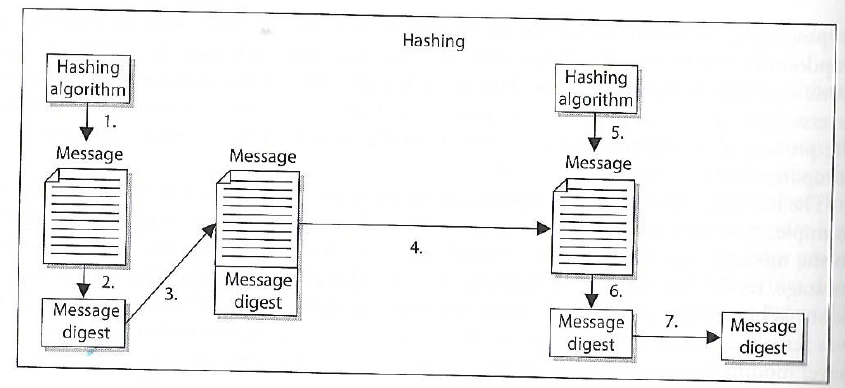 Hashing
Hashing
algorithm
1.
Message
2.
Message
digest
3.
Message
Message
digest
4.
Hashing
algorithm
5.
Message
6.
Message
digest
7.
Message
digest